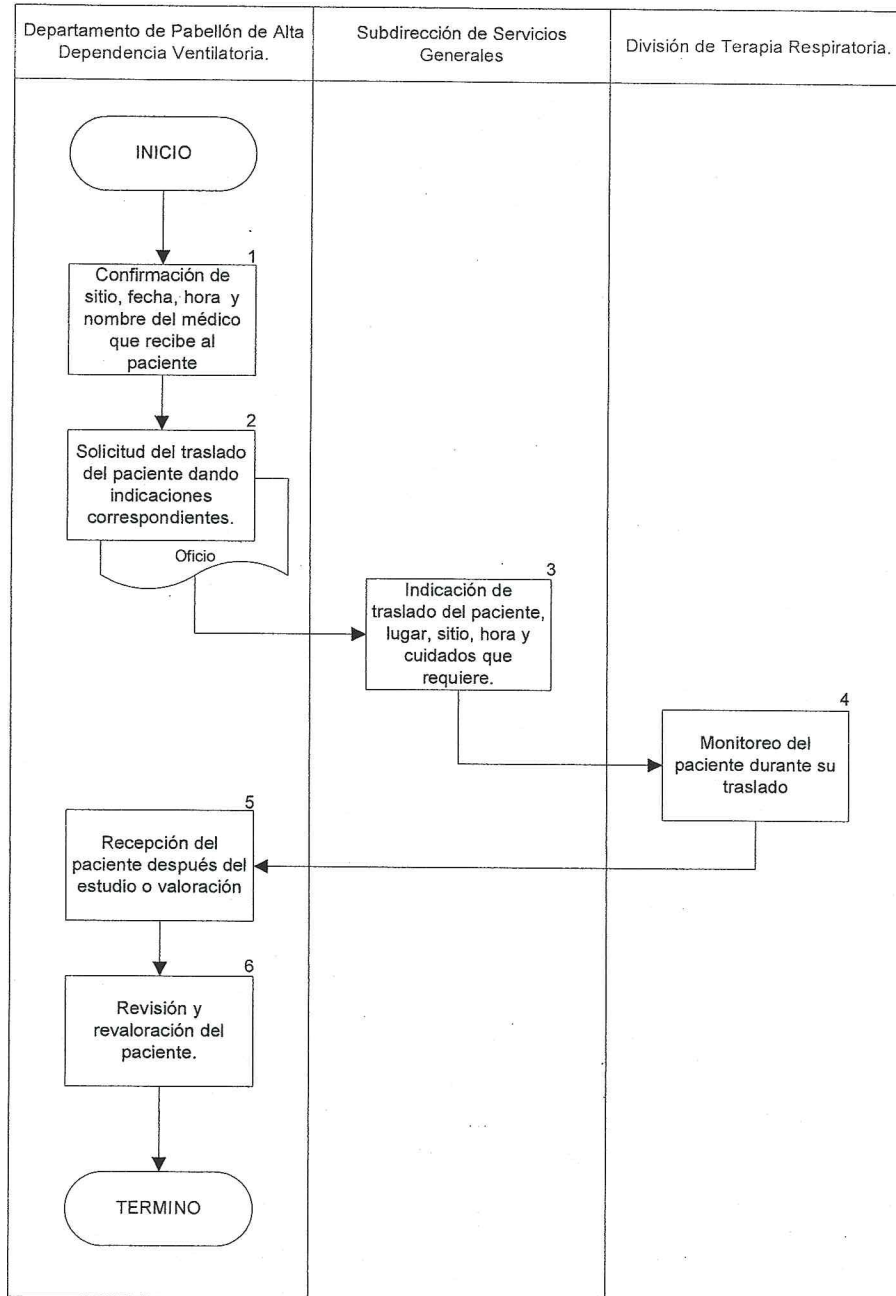 Departamento de Pabellón de Alta
Dependencia Ventilatoria.
Subdirección de Servicios
Generales
División de Terapia Respiratoria.
INICIO
1
Confirmación de
sitio, fecha, hora y
nombre del médico
que recibe al
paciente
2
Solicitud del traslado
del paciente dando
indicaciones
correspondientes.
Oficio
3
Indicación de
traslado del paciente,
lugar, sitio, hora y
cuidados que
requiere.
4
Monitoreo del
paciente durante su
traslado
5
Recepción del
paciente después del
estudio o valoración
6
Revisión y
revaloración del
paciente.
TERMINO